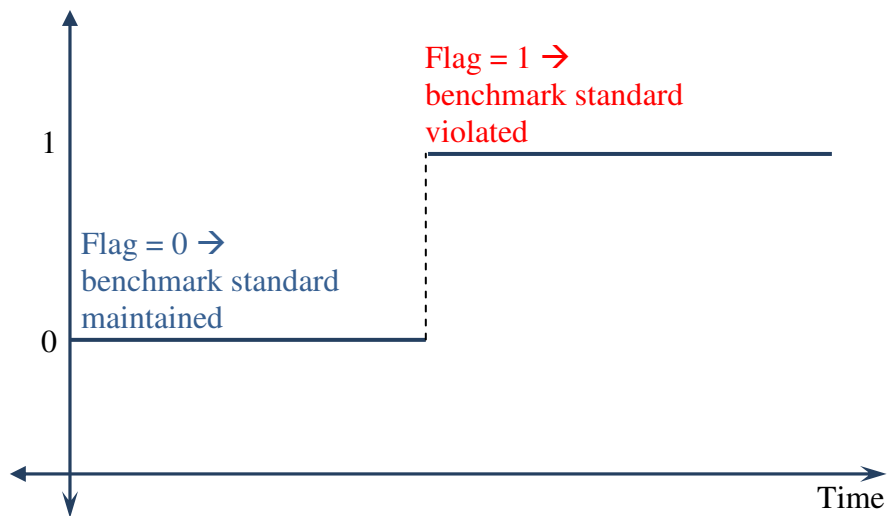 Flag = 1 →
benchmark standard
violated
1
Flag = 0 →
benchmark standard
maintained
0
Time